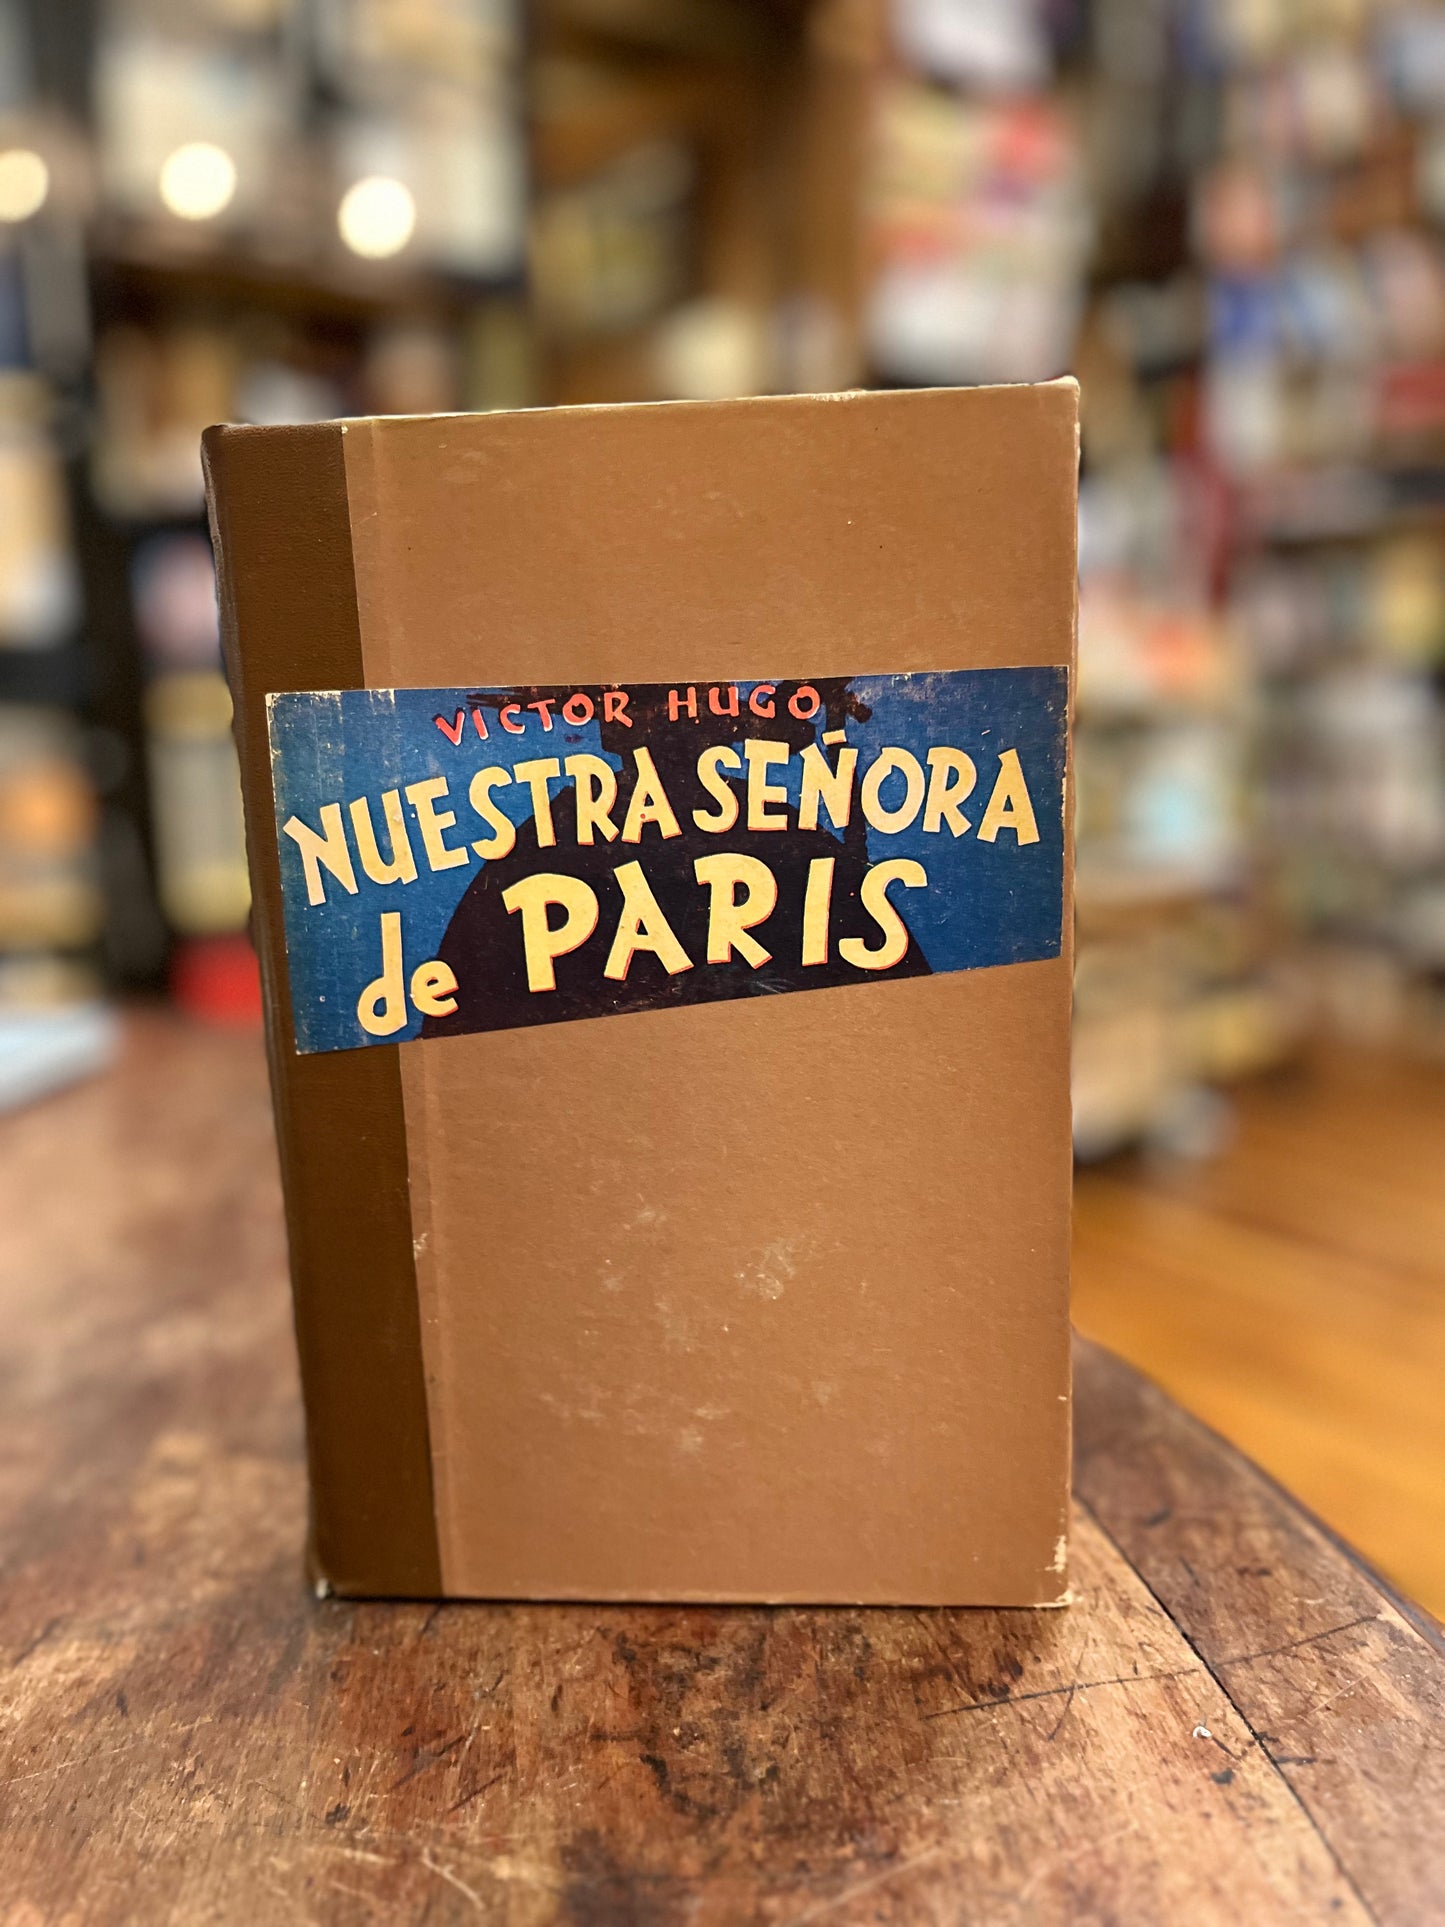 VICTOR HUGO
NUESTRA SEÑORA
de PARIS